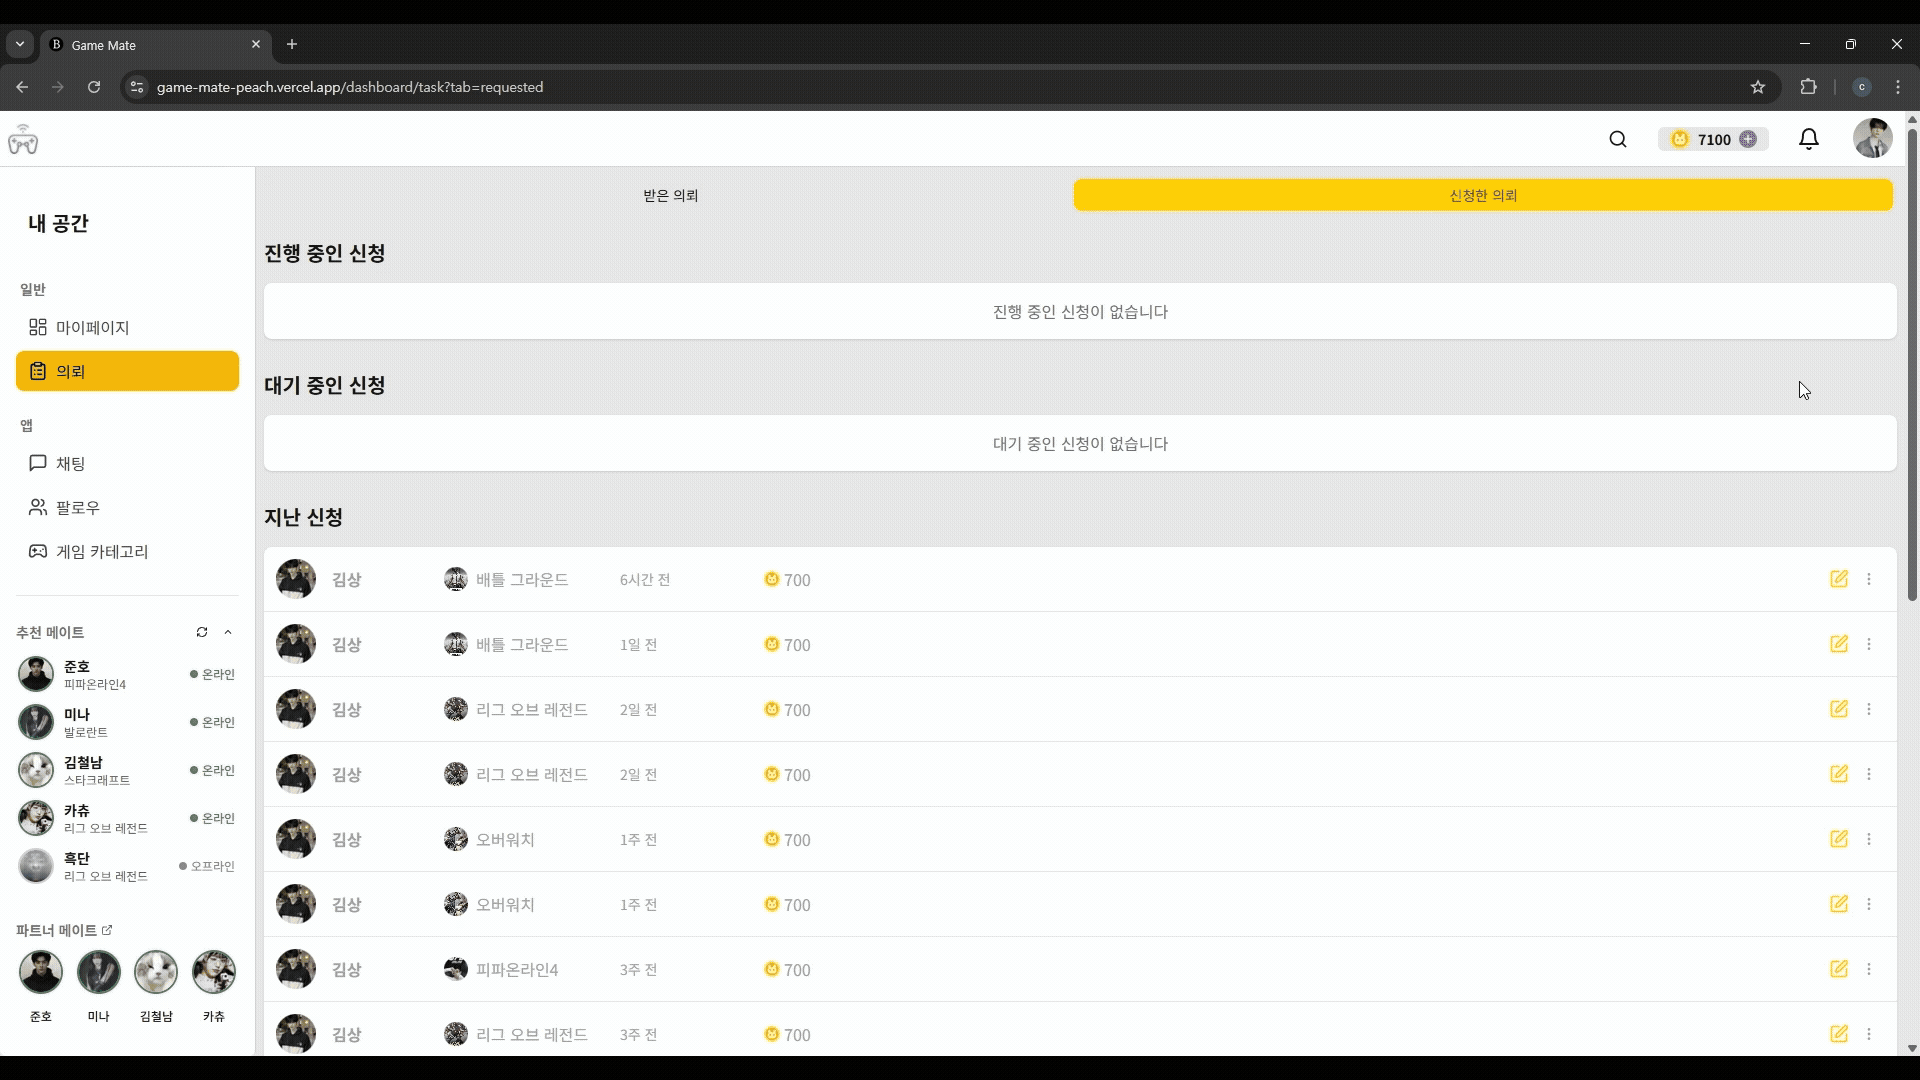 Game Mate
game-mate-peach.vercel.app/dashboard/task?tab=requested
7100
내 공간
일반
마이페이지
의뢰
앱
채팅
팔로우
게임 카테고리
추천 메이트
준호
피파온라인4
온라인
미나
발로란트
온라인
김철남
스타크래프트
온라인
카츄
리그 오브 레전드
온라인
흑단
리그 오브 레전드
오프라인
파트너 메이트
준호 미나 김철남 카츄
받은 의뢰 신청한 의뢰
진행 중인 신청
진행 중인 신청이 없습니다
대기 중인 신청
대기 중인 신청이 없습니다
지난 신청
김상 배틀 그라운드 6시간 전 700
김상 배틀 그라운드 1일 전 700
김상 리그 오브 레전드 2일 전 700
김상 리그 오브 레전드 2일 전 700
김상 오버워치 1주 전 700
김상 오버워치 1주 전 700
김상 피파온라인4 3주 전 700
김상 리그 오브 레전드 3주 전 700